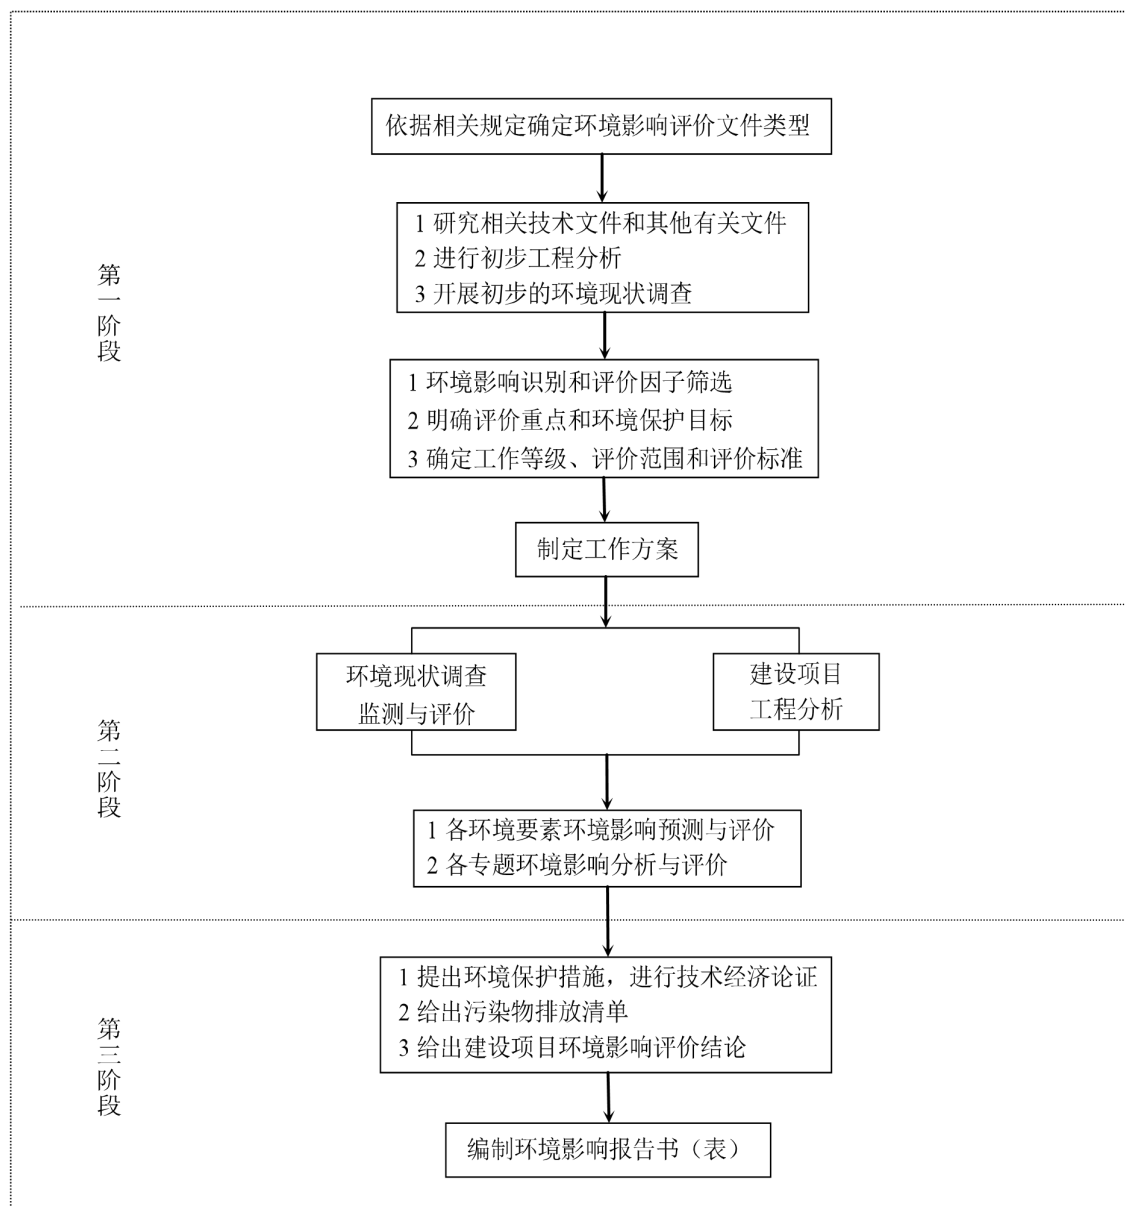 依据相关规定确定环境影响评价文件类型
1 研究相关技术文件和其他有关文件
2 进行初步工程分析
3 开展初步的环境现状调查
第一阶段
1 环境影响识别和评价因子筛选
2 明确评价重点和环境保护目标
3 确定工作等级、评价范围和评价标准
制定工作方案
环境现状调查
监测与评价
建设项目
工程分析
第二阶段
1 各环境要素环境影响预测与评价
2 各专题环境影响分析与评价
1 提出环境保护措施，进行技术经济论证
2 给出污染物排放清单
3 给出建设项目环境影响评价结论
第三阶段
编制环境影响报告书（表）